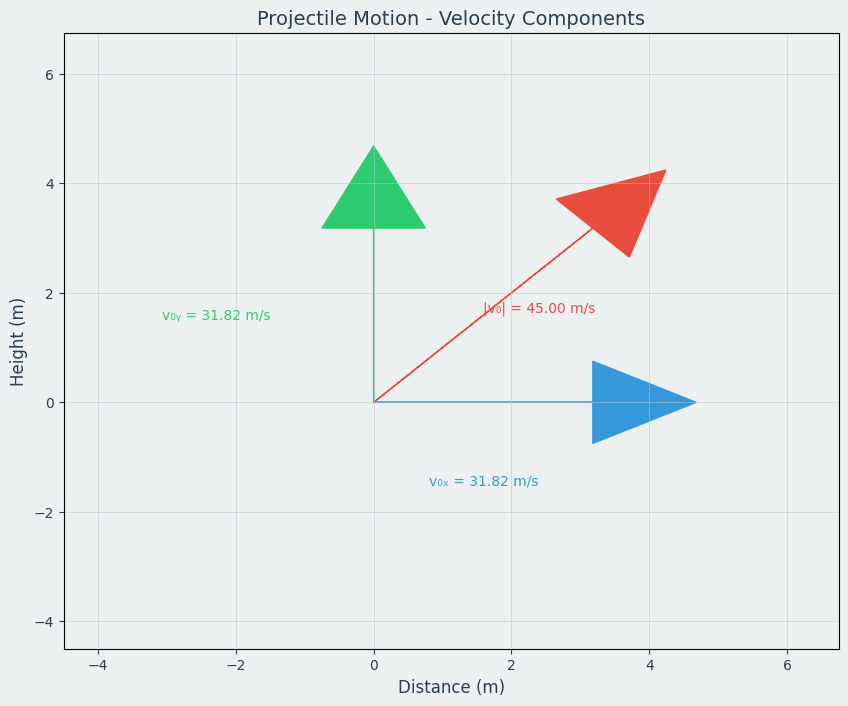 Projectile Motion - Velocity Components
6
4
2
0
−2
−4
Height (m)
v₀ᵧ = 31.82 m/s
|v₀| = 45.00 m/s
v₀ₓ = 31.82 m/s
−4 −2 0 2 4 6
Distance (m)